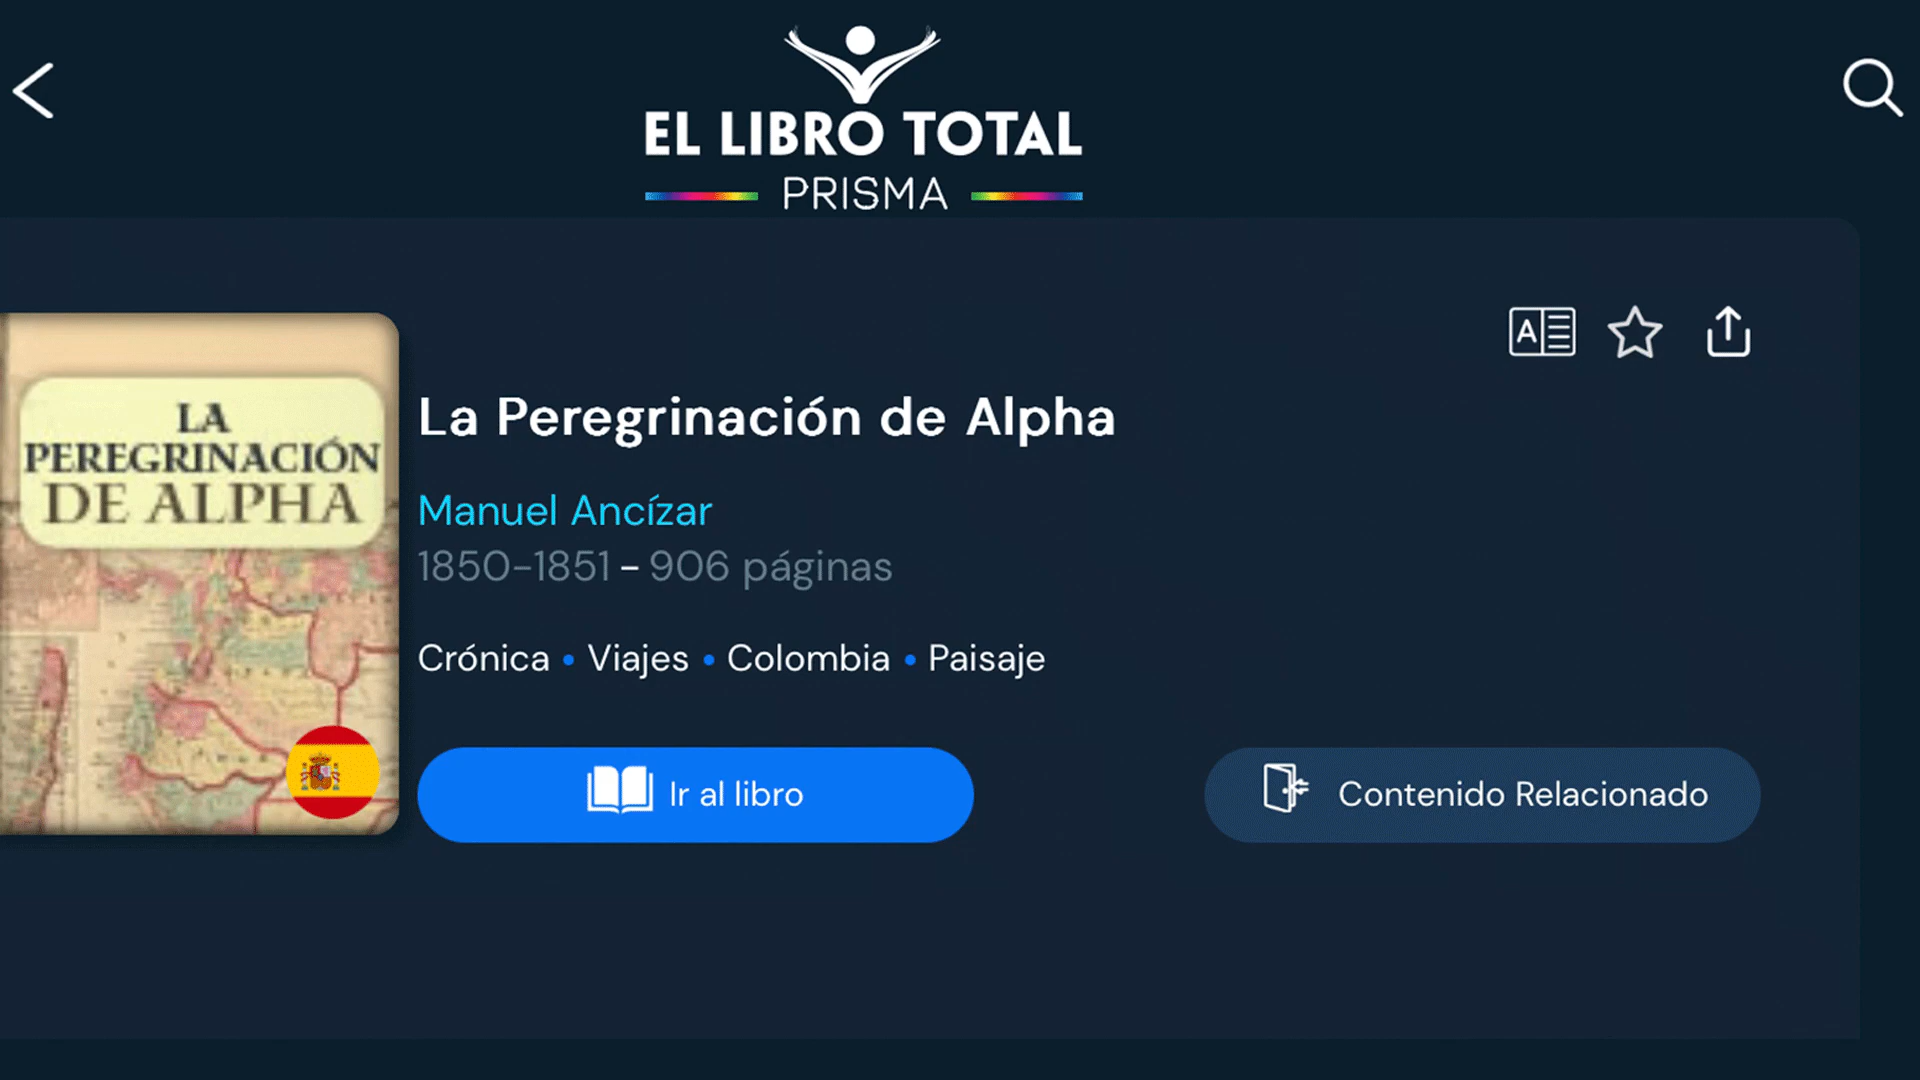 EL LIBRO TOTAL
PRISMA
LA
PEREGRINACIÓN
DE ALPHA
A
La Peregrinación de Alpha
Manuel Ancízar
1850-1851 - 906 páginas
Crónica • Viajes • Colombia • Paisaje
Ir al libro
Contenido Relacionado